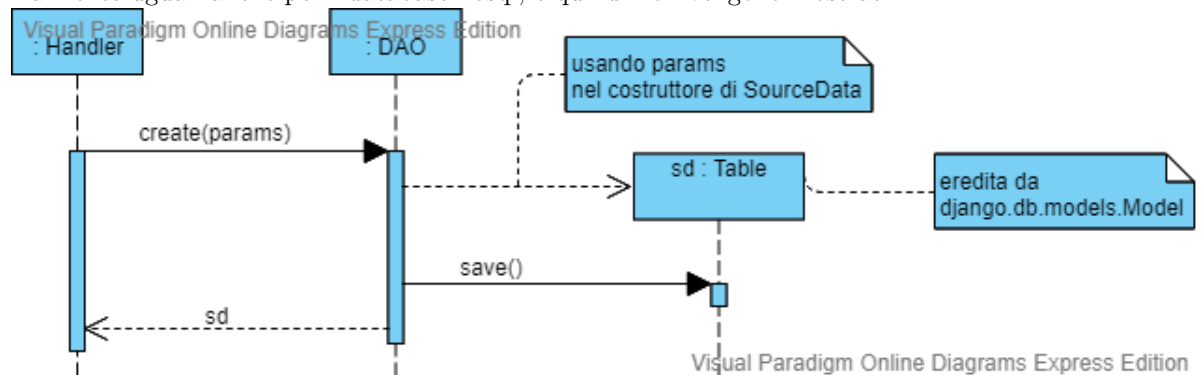 Visual Paradigm Online Diagrams Express Edition
: Handler
: DAO
usando params
nel costruttore di SourceData
create(params)
sd : Table
eredita da
django.db.models.Model
save()
sd
Visual Paradigm Online Diagrams Express Edition